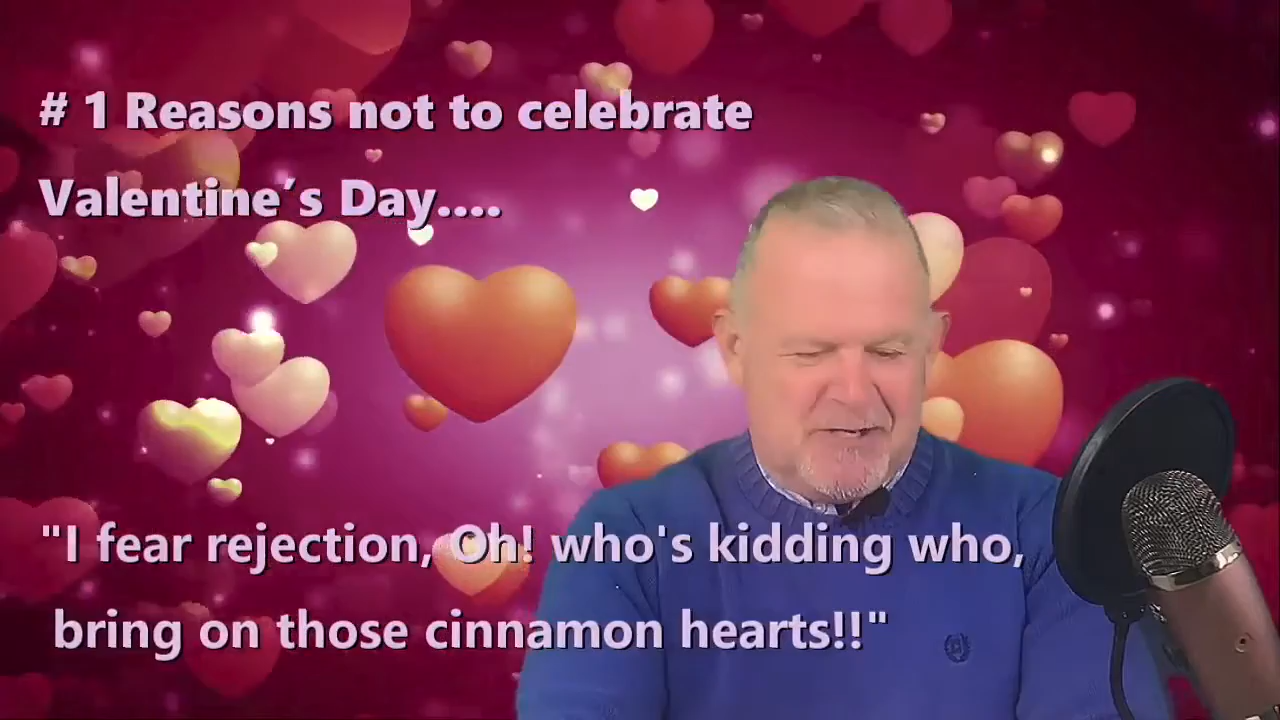 # 1 Reasons not to celebrate
Valentine´s Day....
"I fear rejection, Oh! who's kidding who,
bring on those cinnamon hearts!!"